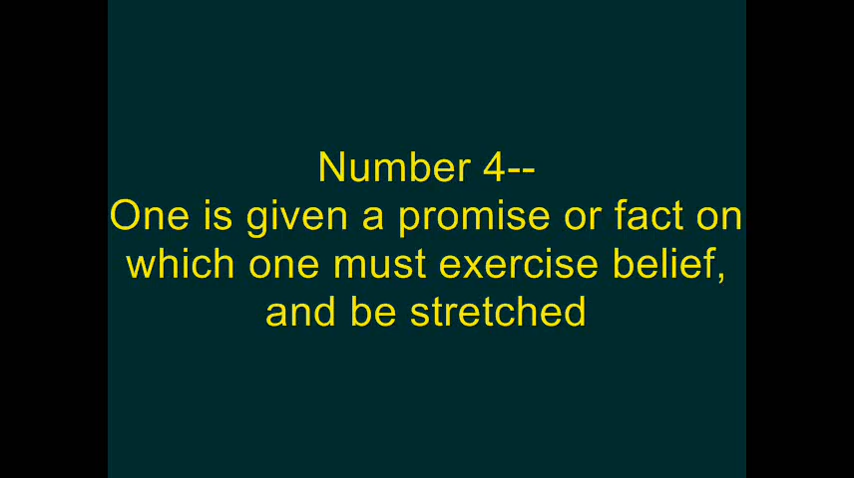 Number 4--
One is given a promise or fact on
which one must exercise belief,
and be stretched